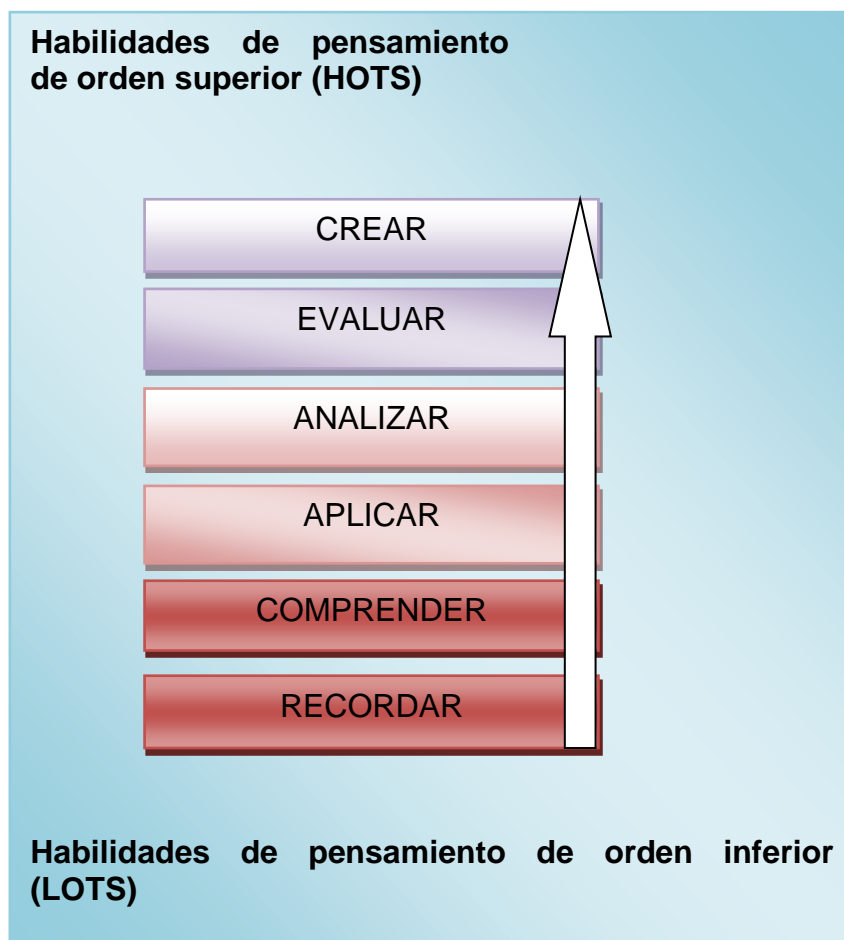 Habilidades de pensamiento
de orden superior (HOTS)
CREAR
EVALUAR
ANALIZAR
APLICAR
COMPRENDER
RECORDAR
Habilidades de pensamiento de orden inferior
(LOTS)